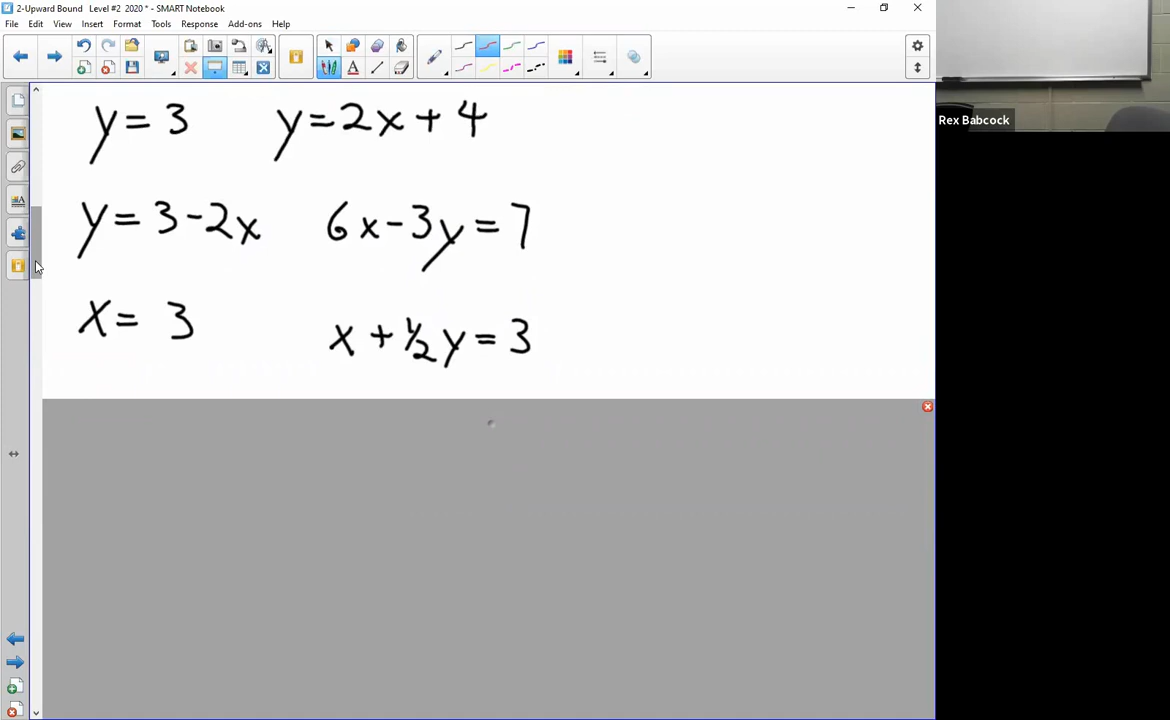 2-Upward Bound Level #2 2020 * - SMART Notebook
File Edit View Insert Format Tools Response Add-ons Help
Rex Babcock
y = 3 y = 2x + 4
y = 3 - 2x 6x - 3y = 7
x = 3 x + 1/2 y = 3